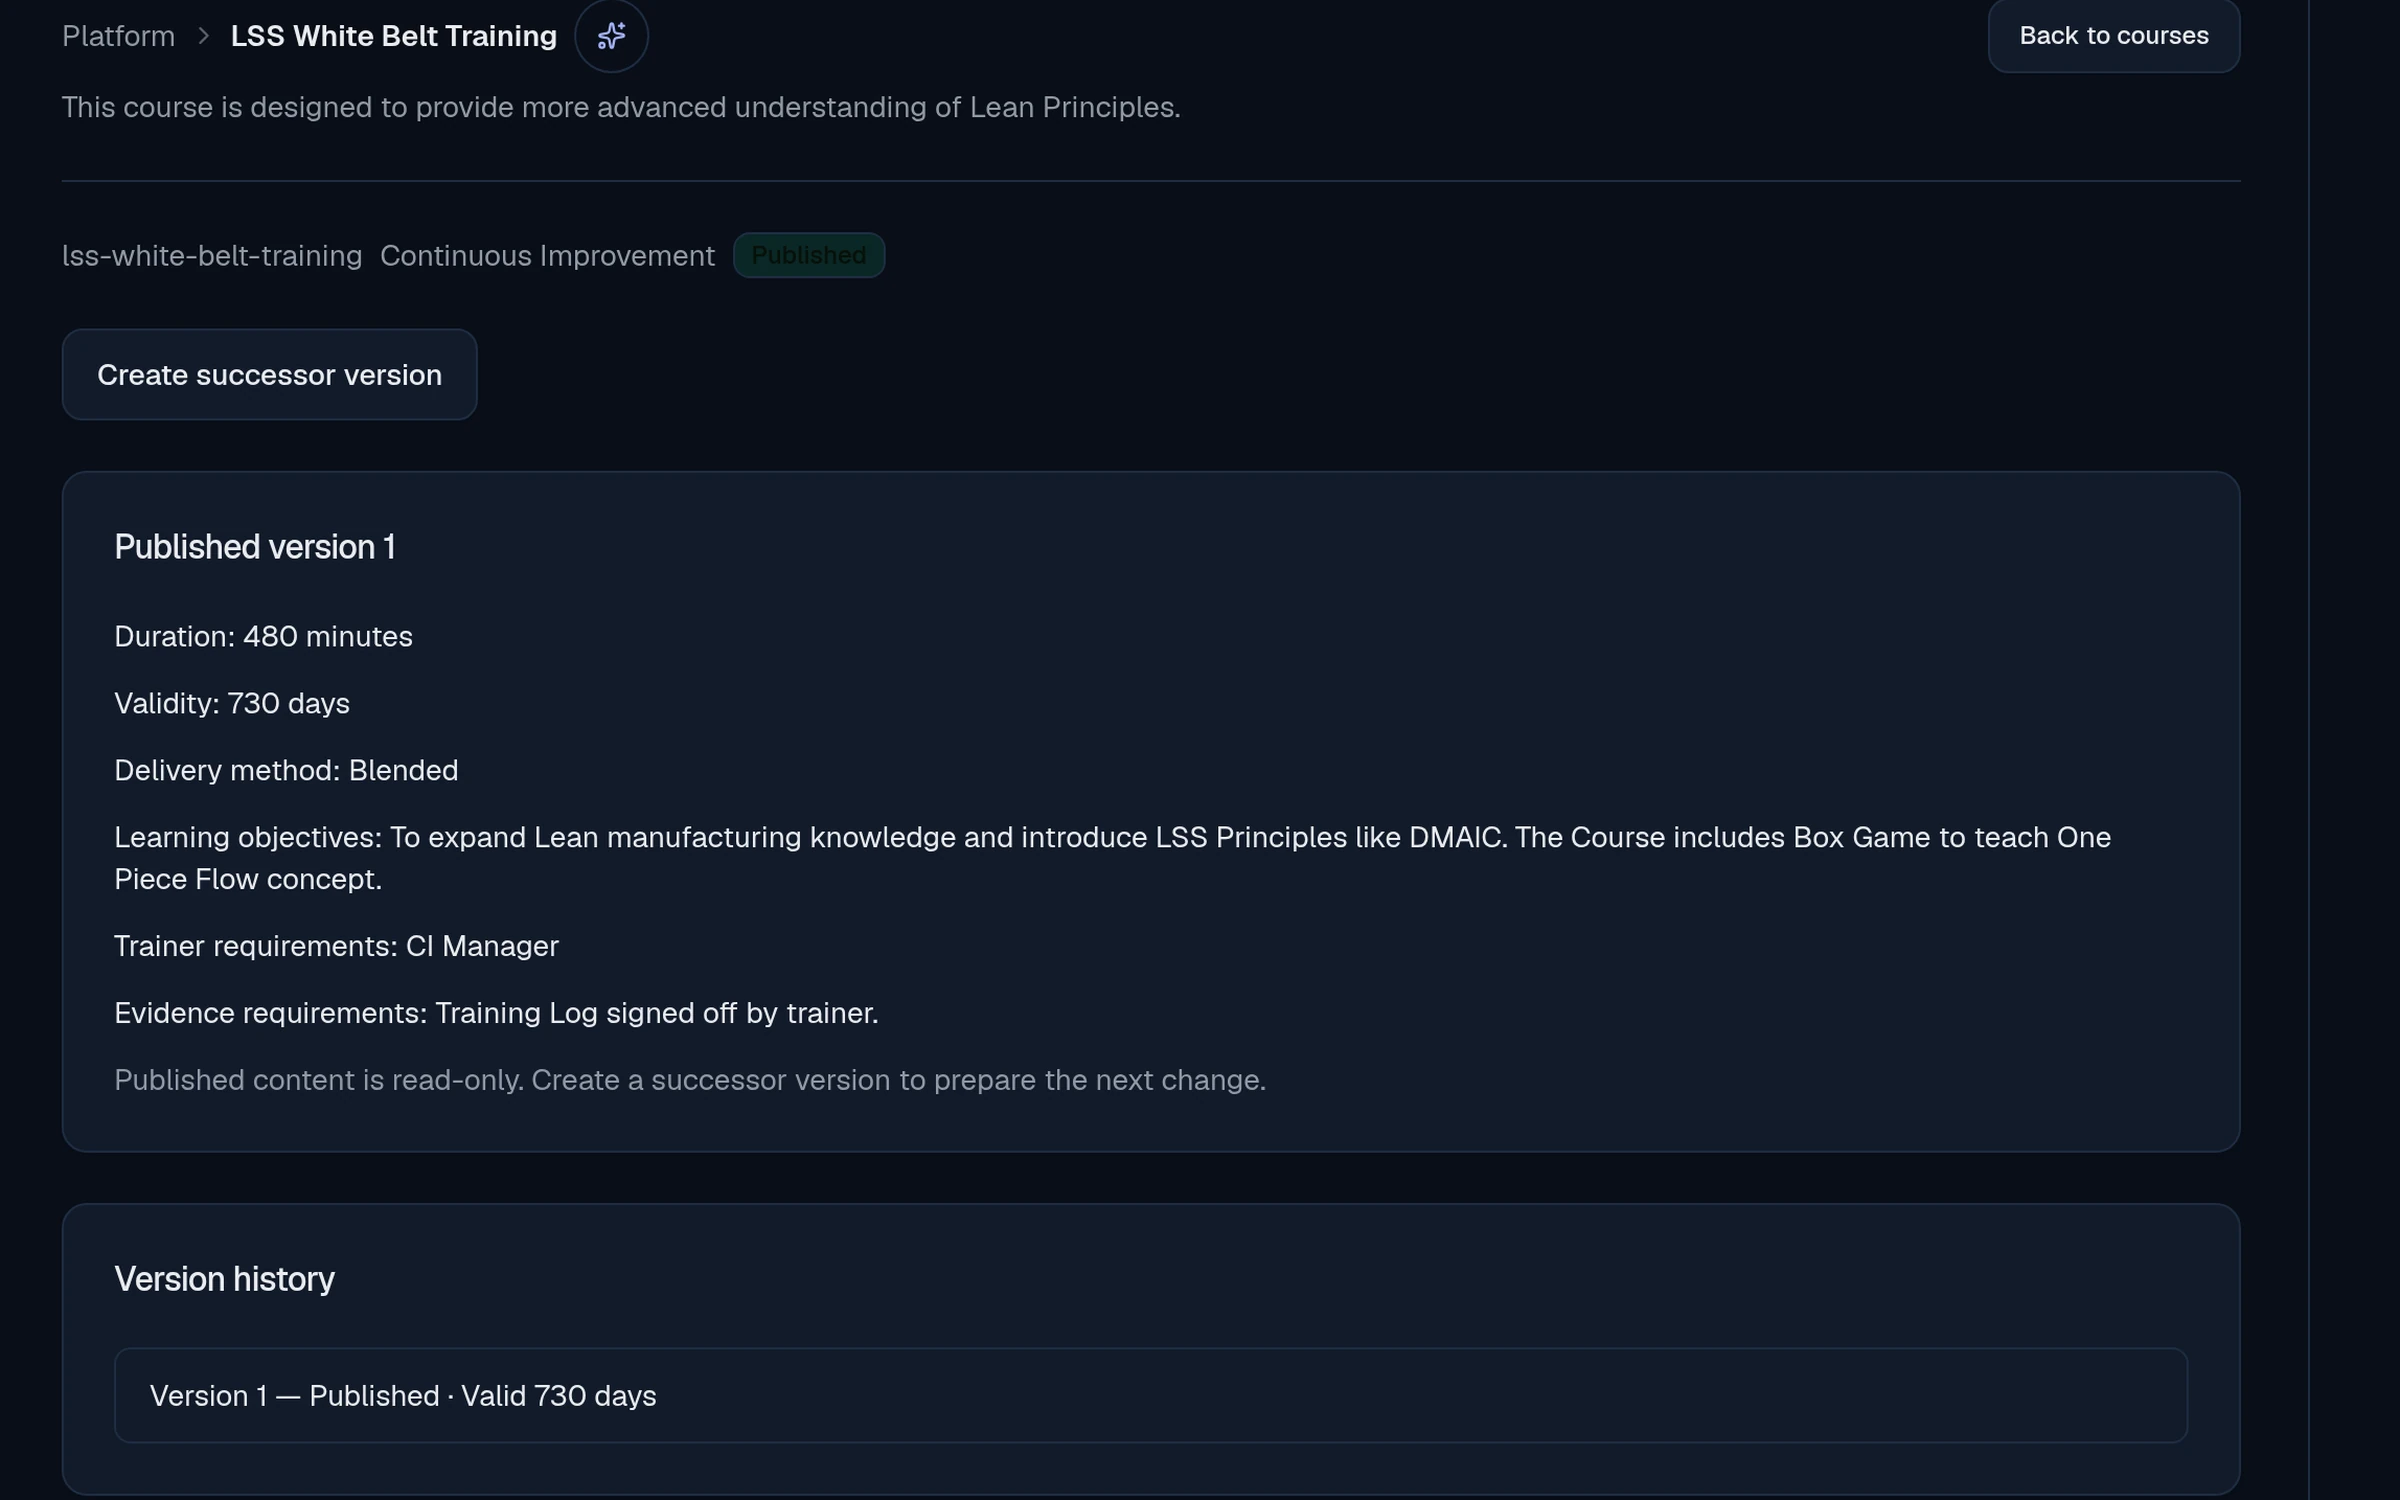 Platform > LSS White Belt Training
Back to courses
This course is designed to provide more advanced understanding of Lean Principles.
lss-white-belt-training Continuous Improvement Published
Create successor version
Published version 1
Duration: 480 minutes
Validity: 730 days
Delivery method: Blended
Learning objectives: To expand Lean manufacturing knowledge and introduce LSS Principles like DMAIC. The Course includes Box Game to teach One
Piece Flow concept.
Trainer requirements: CI Manager
Evidence requirements: Training Log signed off by trainer.
Published content is read-only. Create a successor version to prepare the next change.
Version history
Version 1 — Published · Valid 730 days